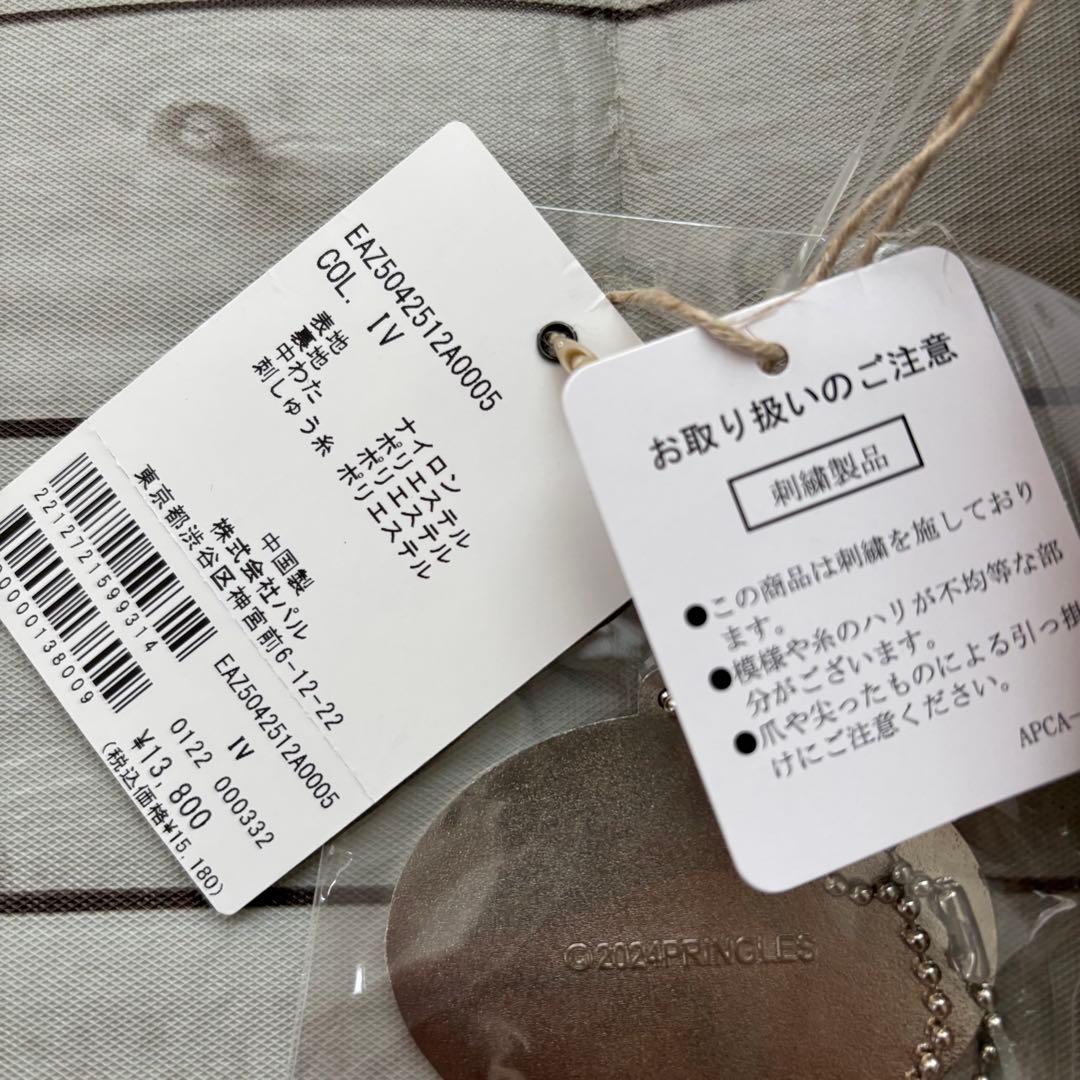 EAZ5042512A0005
COL. IV
表地 ナイロン
裏地 ポリエステル
中わた ポリエステル
刺しゅう糸 ポリエステル
中国製
株式会社パル
東京都渋谷区神宮前6-12-22
2212721599314
0000138009
EAZ5042512A0005
IV
0122 000332
¥13,800
(税込価格¥15,180)
お取り扱いのご注意
刺繍製品
●この商品は刺繍を施しており
ます。
●模様や糸のハリが不均等な部
分がございます。
●爪や尖ったものによる引っ掛
けにご注意ください。
APCA-
©2024PRINGLES